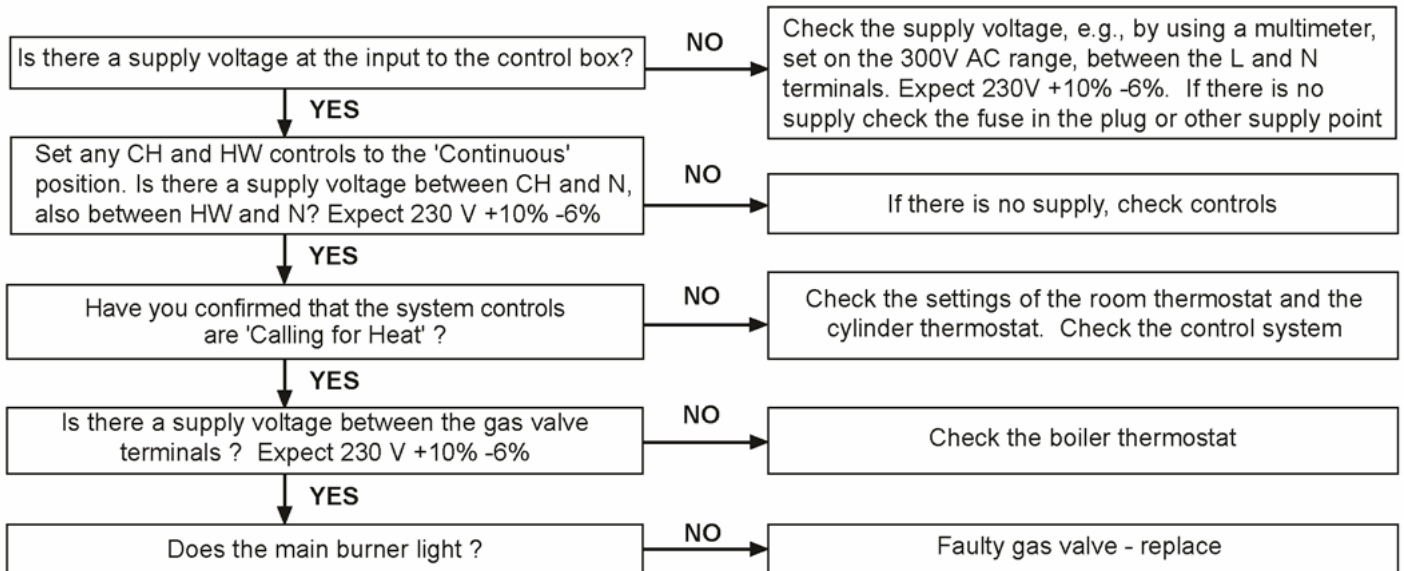 Is there a supply voltage at the input to the control box?
NO
Check the supply voltage, e.g., by using a multimeter,
set on the 300V AC range, between the L and N
terminals. Expect 230V +10% -6%.  If there is no
supply check the fuse in the plug or other supply point
YES
Set any CH and HW controls to the 'Continuous'
position. Is there a supply voltage between CH and N,
also between HW and N? Expect 230 V +10% -6%
NO
If there is no supply, check controls
YES
Have you confirmed that the system controls
are 'Calling for Heat' ?
NO
Check the settings of the room thermostat and the
cylinder thermostat.  Check the control system
YES
Is there a supply voltage between the gas valve
terminals ?  Expect 230 V +10% -6%
NO
Check the boiler thermostat
YES
Does the main burner light ?
NO
Faulty gas valve - replace